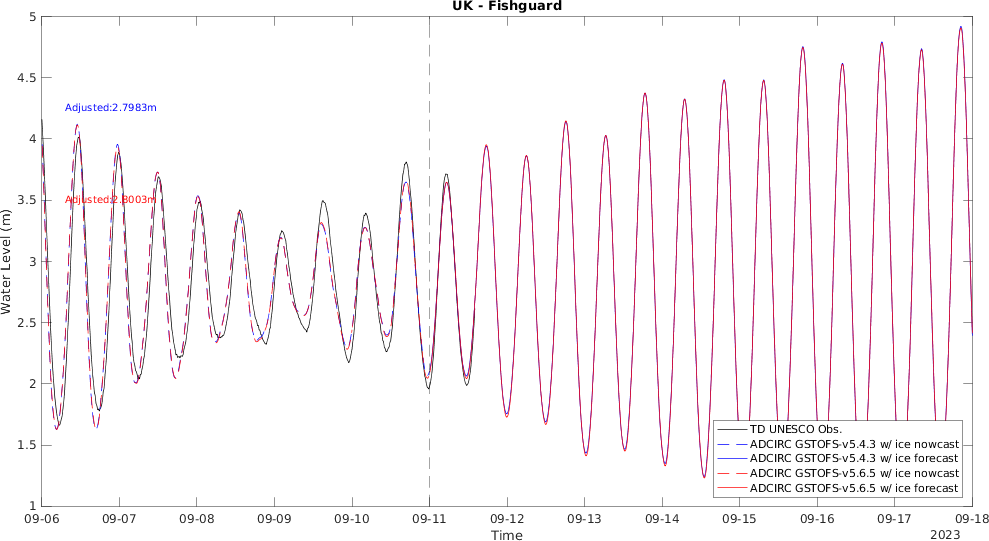 UK - Fishguard
5
4.5
4
3.5
3
2.5
2
1.5
1
Water Level (m)
Adjusted:2.7983m
Adjusted:2.8003m
TD UNESCO Obs.
ADCIRC GSTOFS-v5.4.3 w/ ice nowcast
ADCIRC GSTOFS-v5.4.3 w/ ice forecast
ADCIRC GSTOFS-v5.6.5 w/ ice nowcast
ADCIRC GSTOFS-v5.6.5 w/ ice forecast
09-06 09-07 09-08 09-09 09-10 09-11 09-12 09-13 09-14 09-15 09-16 09-17 09-18
Time
2023